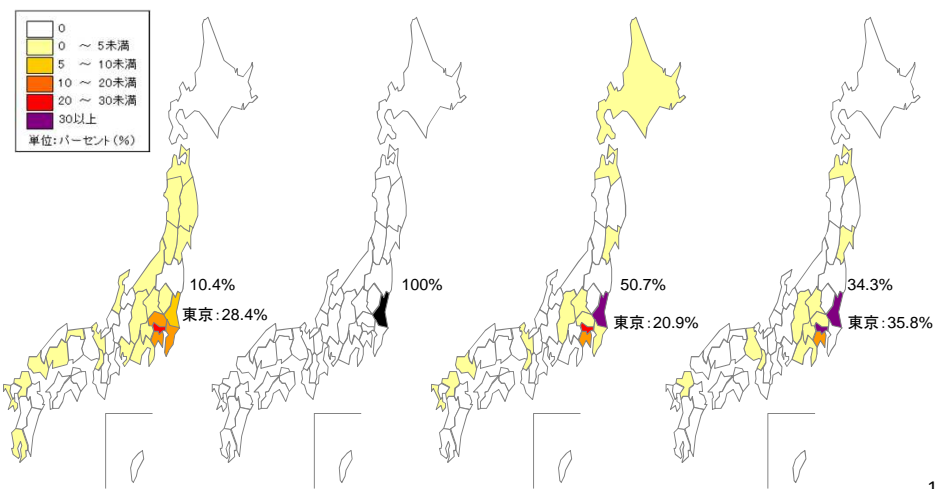 0
0 ～ 5未満
5 ～ 10未満
10 ～ 20未満
20 ～ 30未満
30以上
単位：パーセント（%）
10.4%
東京：28.4%
100%
50.7%
東京：20.9%
34.3%
東京：35.8%
1